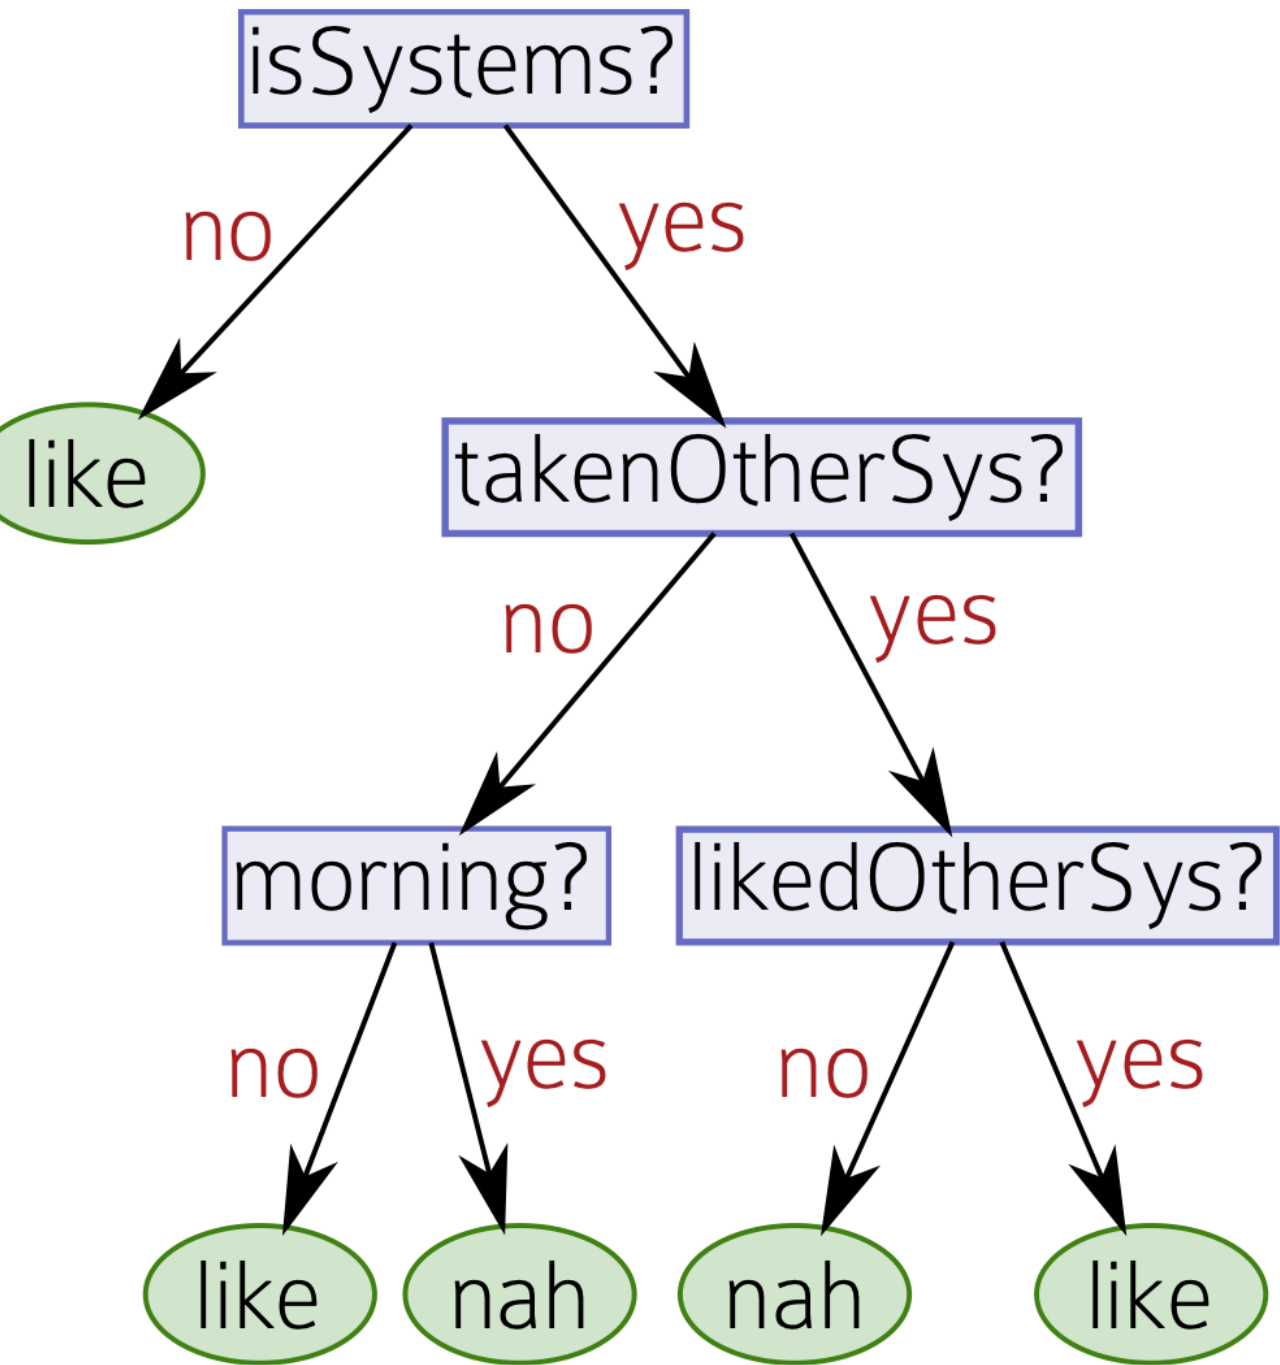 isSystems?
no
yes
like
takenOtherSys?
no
yes
morning?
likedOtherSys?
no
yes
no
yes
like
nah
nah
like